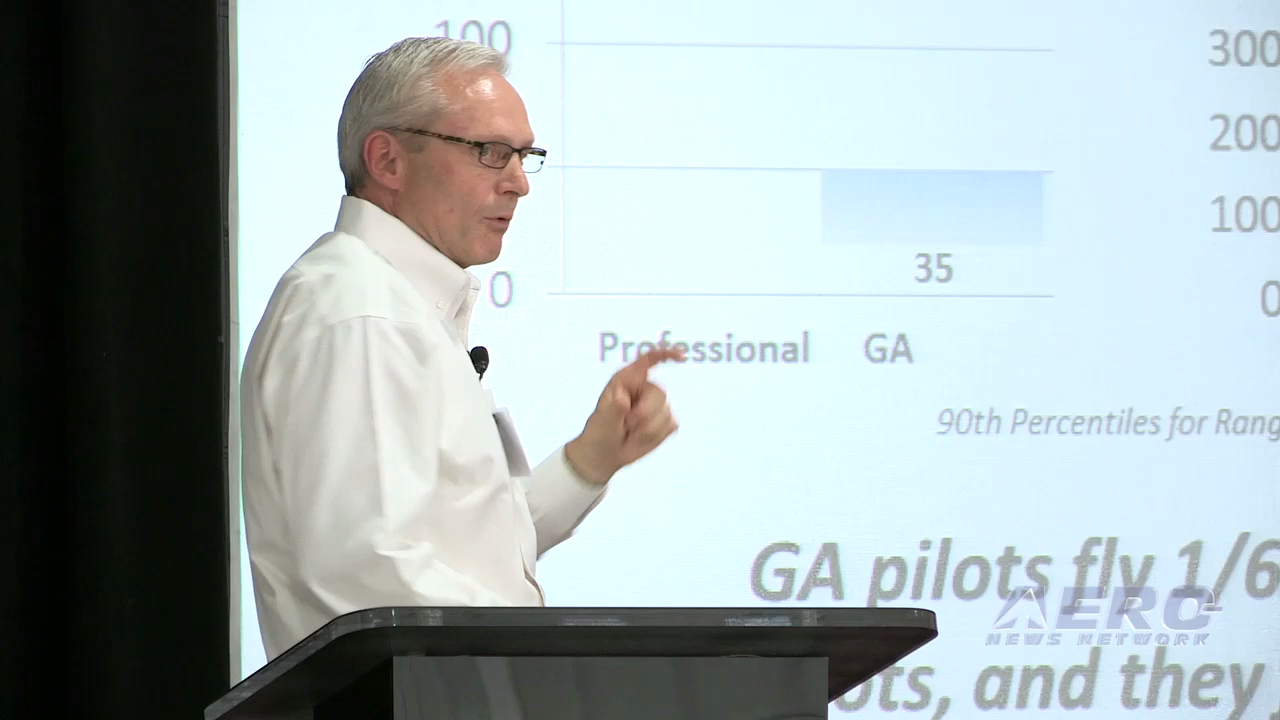 100
300
200
100
35
0
0
Professional GA
90th Percentiles for Rang
GA pilots fly 1/6
ots, and they
AERO
NEWS NETWORK